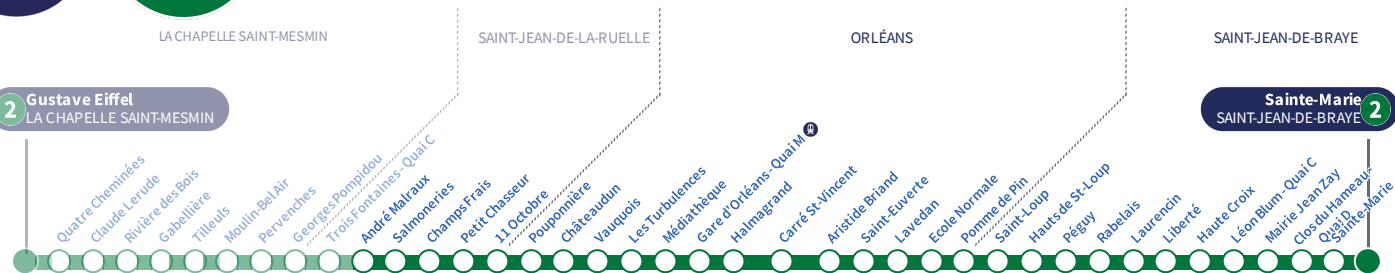 LA CHAPELLE SAINT-MESMIN
SAINT-JEAN-DE-LA-RUELLE
ORLÉANS
SAINT-JEAN-DE-BRAYE
2
Gustave Eiffel
LA CHAPELLE SAINT-MESMIN
Sainte-Marie
SAINT-JEAN-DE-BRAYE
2
Quatre Cheminées
Claude Lerude
Rivière des Bois
Gabellière
Tilleuls
Moulin-Bel Air
Pervenches
Georges Pompidou
Trois Fontaines - Quai C
André Malraux
Salmoneries
Champs Frais
Petit Chasseur
11 Octobre
Pouponnière
Châteaudun
Vauquois
Les Turbulences
Médiathèque
Gare d'Orléans - Quai M
Halmagrand
Carré St-Vincent
Aristide Briand
Saint-Euverte
Lavedan
Ecole Normale
Pomme de Pin
Saint-Loup
Hauts de St-Loup
Péguy
Rabelais
Laurencin
Liberté
Haute Croix
Léon Blum - Quai C
Mairie Jean Zay
Clos du Hameau -
Quai D
Sainte-Marie